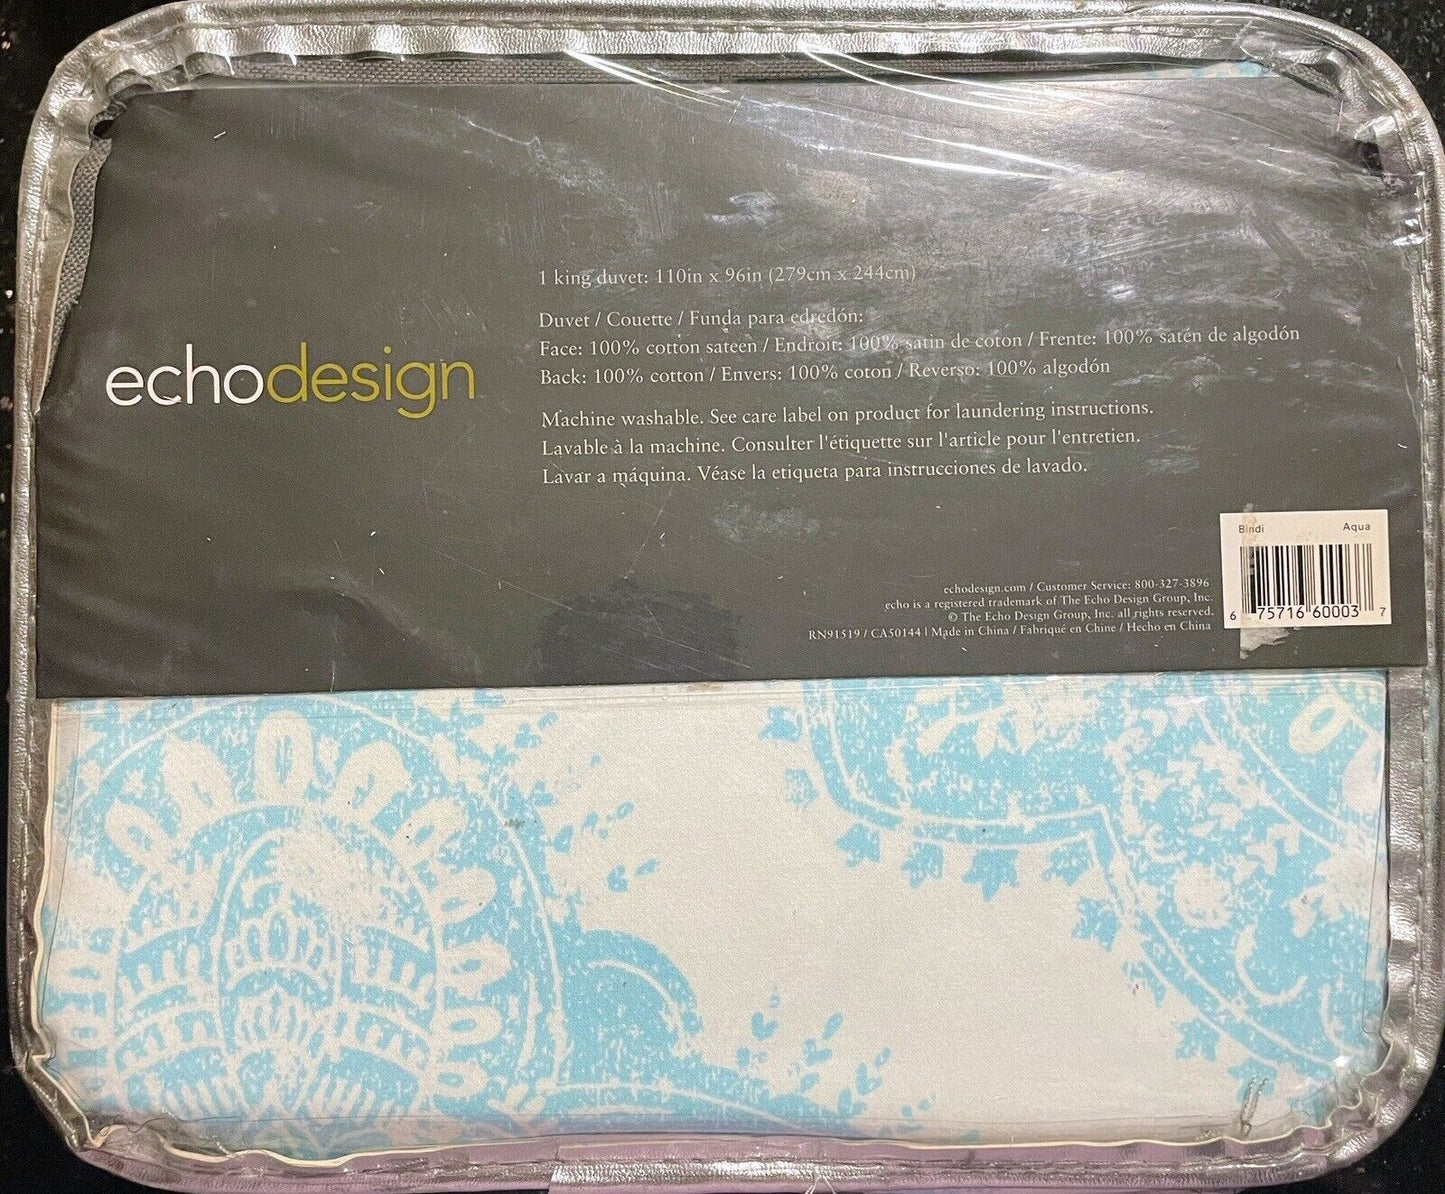 echodesign
1 king duvet: 110in x 96in (279cm x 244cm)
Duvet / Couette / Funda para edredón:
Face: 100% cotton sateen / Endroit: 100% satin de coton / Frente: 100% satén de algodón
Back: 100% cotton / Envers: 100% coton / Reverso: 100% algodón
Machine washable. See care label on product for laundering instructions.
Lavable à la machine. Consulter l'étiquette sur l'article pour l'entretien.
Lavar a máquina. Véase la etiqueta para instrucciones de lavado.
Bindi Aqua
6 75716 60003 7
echodesign.com / Customer Service: 800-327-3896
echo is a registered trademark of The Echo Design Group, Inc.
© The Echo Design Group, Inc. all rights reserved.
RN91519 / CA50144 | Made in China / Fabriqué en Chine / Hecho en China